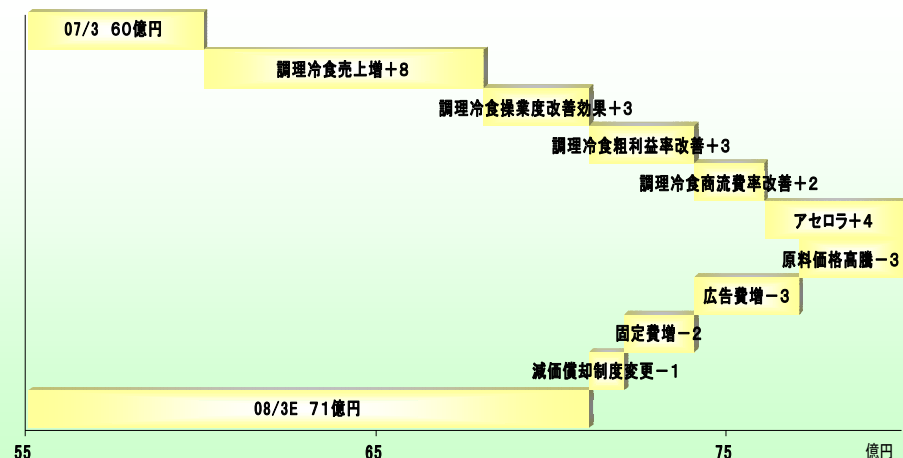 07/3 60億円
調理冷食売上増+8
調理冷食操業度改善効果+3
調理冷食粗利益率改善+3
調理冷食商流費率改善+2
アセロラ+4
原料価格高騰-3
広告費増-3
固定費増-2
減価償却制度変更-1
08/3E 71億円
55 65 75 億円